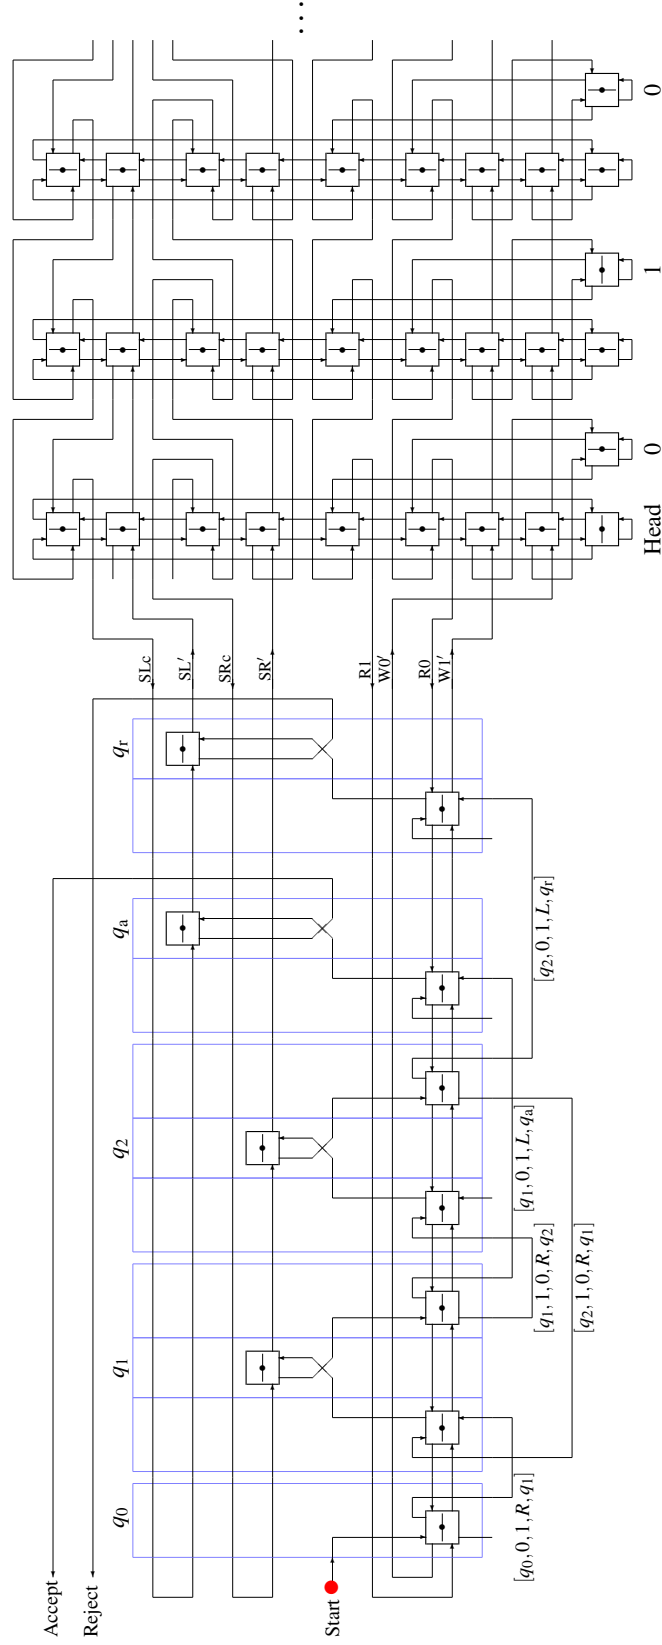 Accept
Reject
Start
q₀
q₁
q₂
qₐ
qᵣ
SLc
SL′
SRc
SR′
R1
W0′
R0
W1′
[q₀, 0, 1, R, q₁]
[q₁, 1, 0, R, q₂]
[q₁, 0, 1, L, qₐ]
[q₂, 1, 0, R, q₁]
[q₂, 0, 1, L, qᵣ]
Head
0
1
0
...